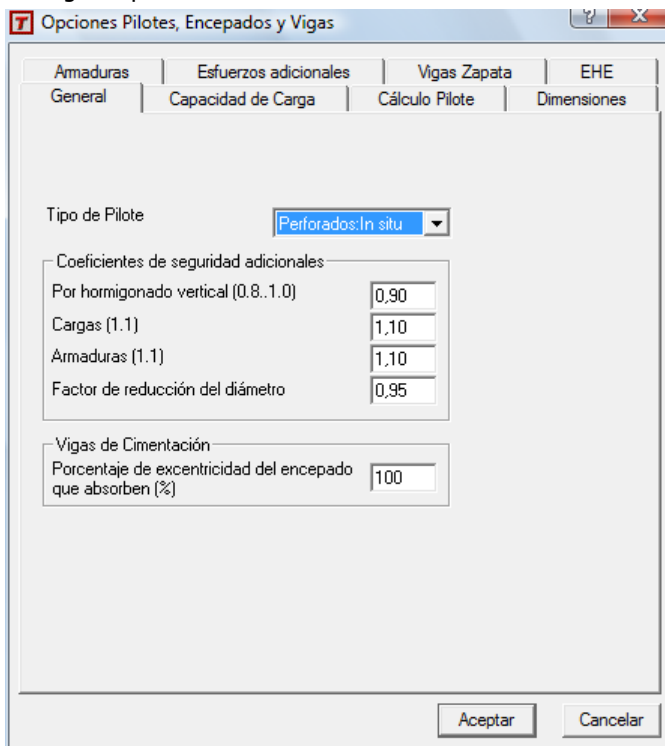 Opciones Pilotes, Encepados y Vigas
Armaduras Esfuerzos adicionales Vigas Zapata EHE
General Capacidad de Carga Cálculo Pilote Dimensiones
Tipo de Pilote Perforados:In situ
Coeficientes de seguridad adicionales
Por hormigonado vertical (0.8..1.0) 0,90
Cargas (1.1) 1,10
Armaduras (1.1) 1,10
Factor de reducción del diámetro 0,95
Vigas de Cimentación
Porcentaje de excentricidad del encepado
que absorben (%) 100
Aceptar Cancelar